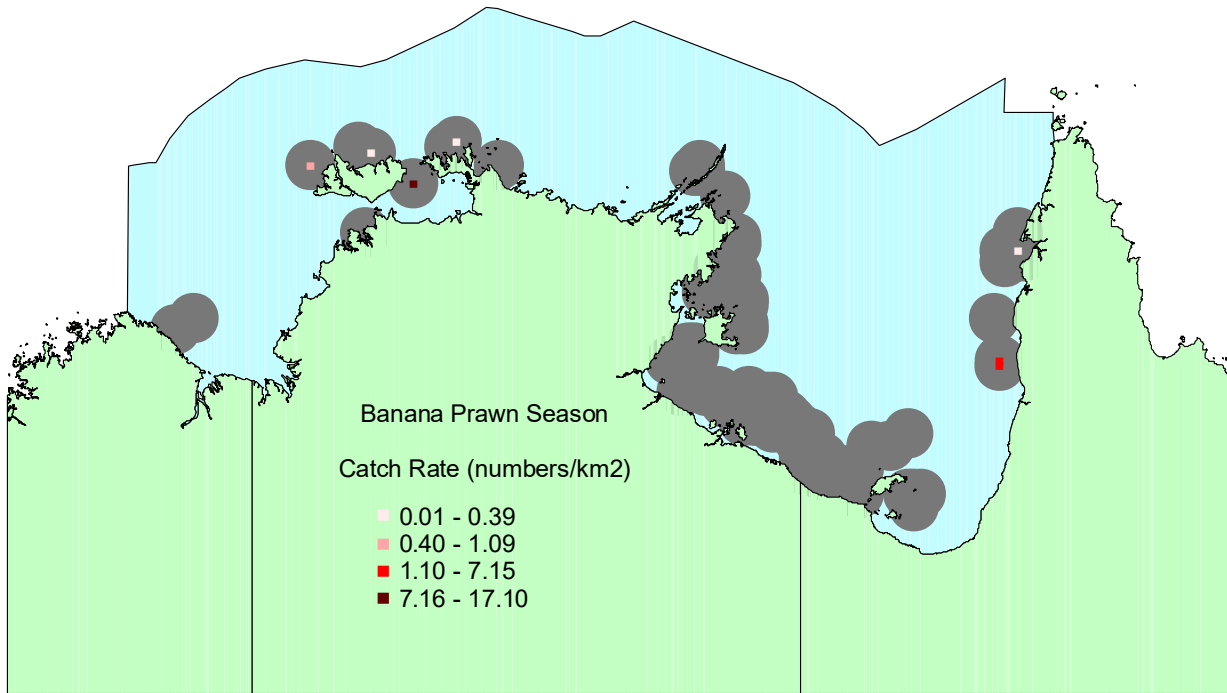 Banana Prawn Season
Catch Rate (numbers/km2)
0.01 - 0.39
0.40 - 1.09
1.10 - 7.15
7.16 - 17.10